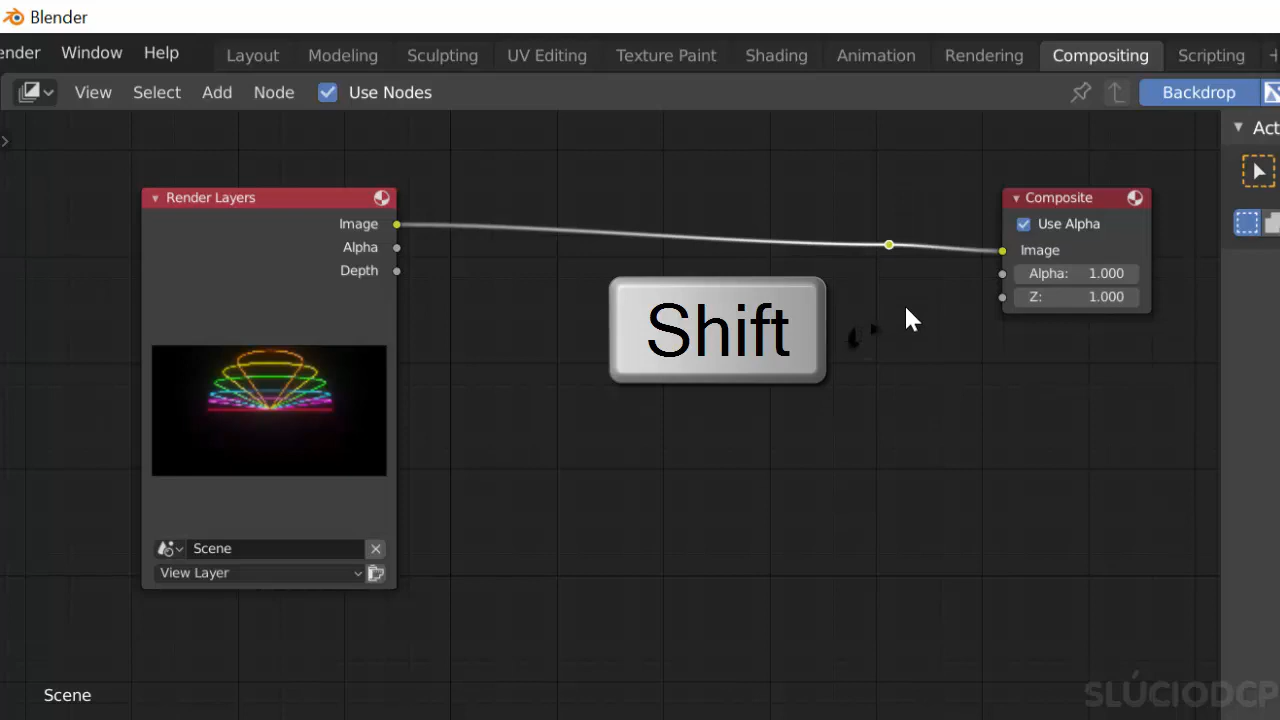 Blender
ender Window Help Layout Modeling Sculpting UV Editing Texture Paint Shading Animation Rendering Compositing Scripting
View Select Add Node Use Nodes Backdrop
Act
Render Layers
Image
Alpha
Depth
Scene
View Layer
Shift
Composite
Use Alpha
Image
Alpha: 1.000
Z: 1.000
Scene
SLÚCIODCP